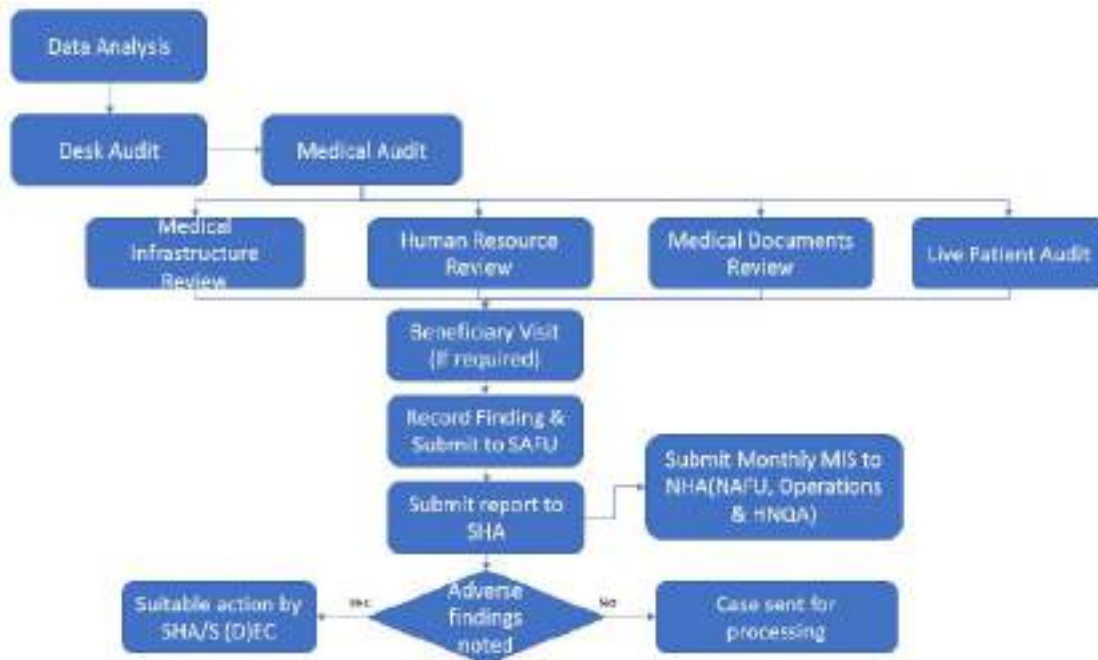 Data Analysis
Desk Audit
Medical Audit
Medical
Infrastructure
Review
Human Resource
Review
Medical Documents
Review
Live Patient Audit
Beneficiary Visit
(If required)
Record Finding &
Submit to SAFU
Submit report to
SHA
Submit Monthly MIS to
NHA(NAFU, Operations
& HNQA)
Adverse
findings
noted
Yes
No
Suitable action by
SHA/S (D)EC
Case sent for
processing